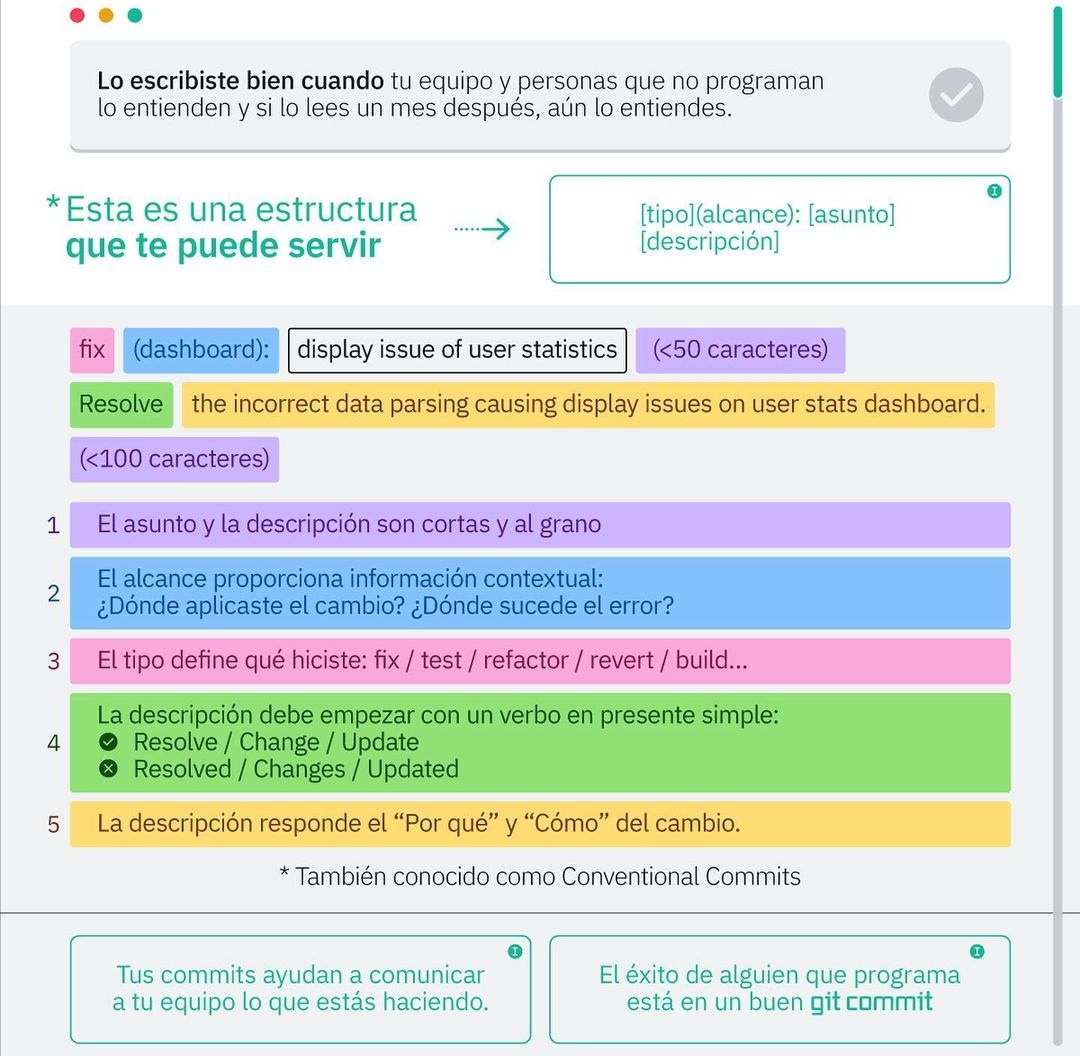 Lo escribiste bien cuando tu equipo y personas que no programan
lo entienden y si lo lees un mes después, aún lo entiendes.
*Esta es una estructura
que te puede servir
[tipo](alcance): [asunto]
[descripción]
fix (dashboard): display issue of user statistics (<50 caracteres)
Resolve the incorrect data parsing causing display issues on user stats dashboard.
(<100 caracteres)
1 El asunto y la descripción son cortas y al grano
2 El alcance proporciona información contextual:
¿Dónde aplicaste el cambio? ¿Dónde sucede el error?
3 El tipo define qué hiciste: fix / test / refactor / revert / build...
4 La descripción debe empezar con un verbo en presente simple:
Resolve / Change / Update
Resolved / Changes / Updated
5 La descripción responde el “Por qué” y “Cómo” del cambio.
* También conocido como Conventional Commits
Tus commits ayudan a comunicar
a tu equipo lo que estás haciendo.
El éxito de alguien que programa
está en un buen git commit